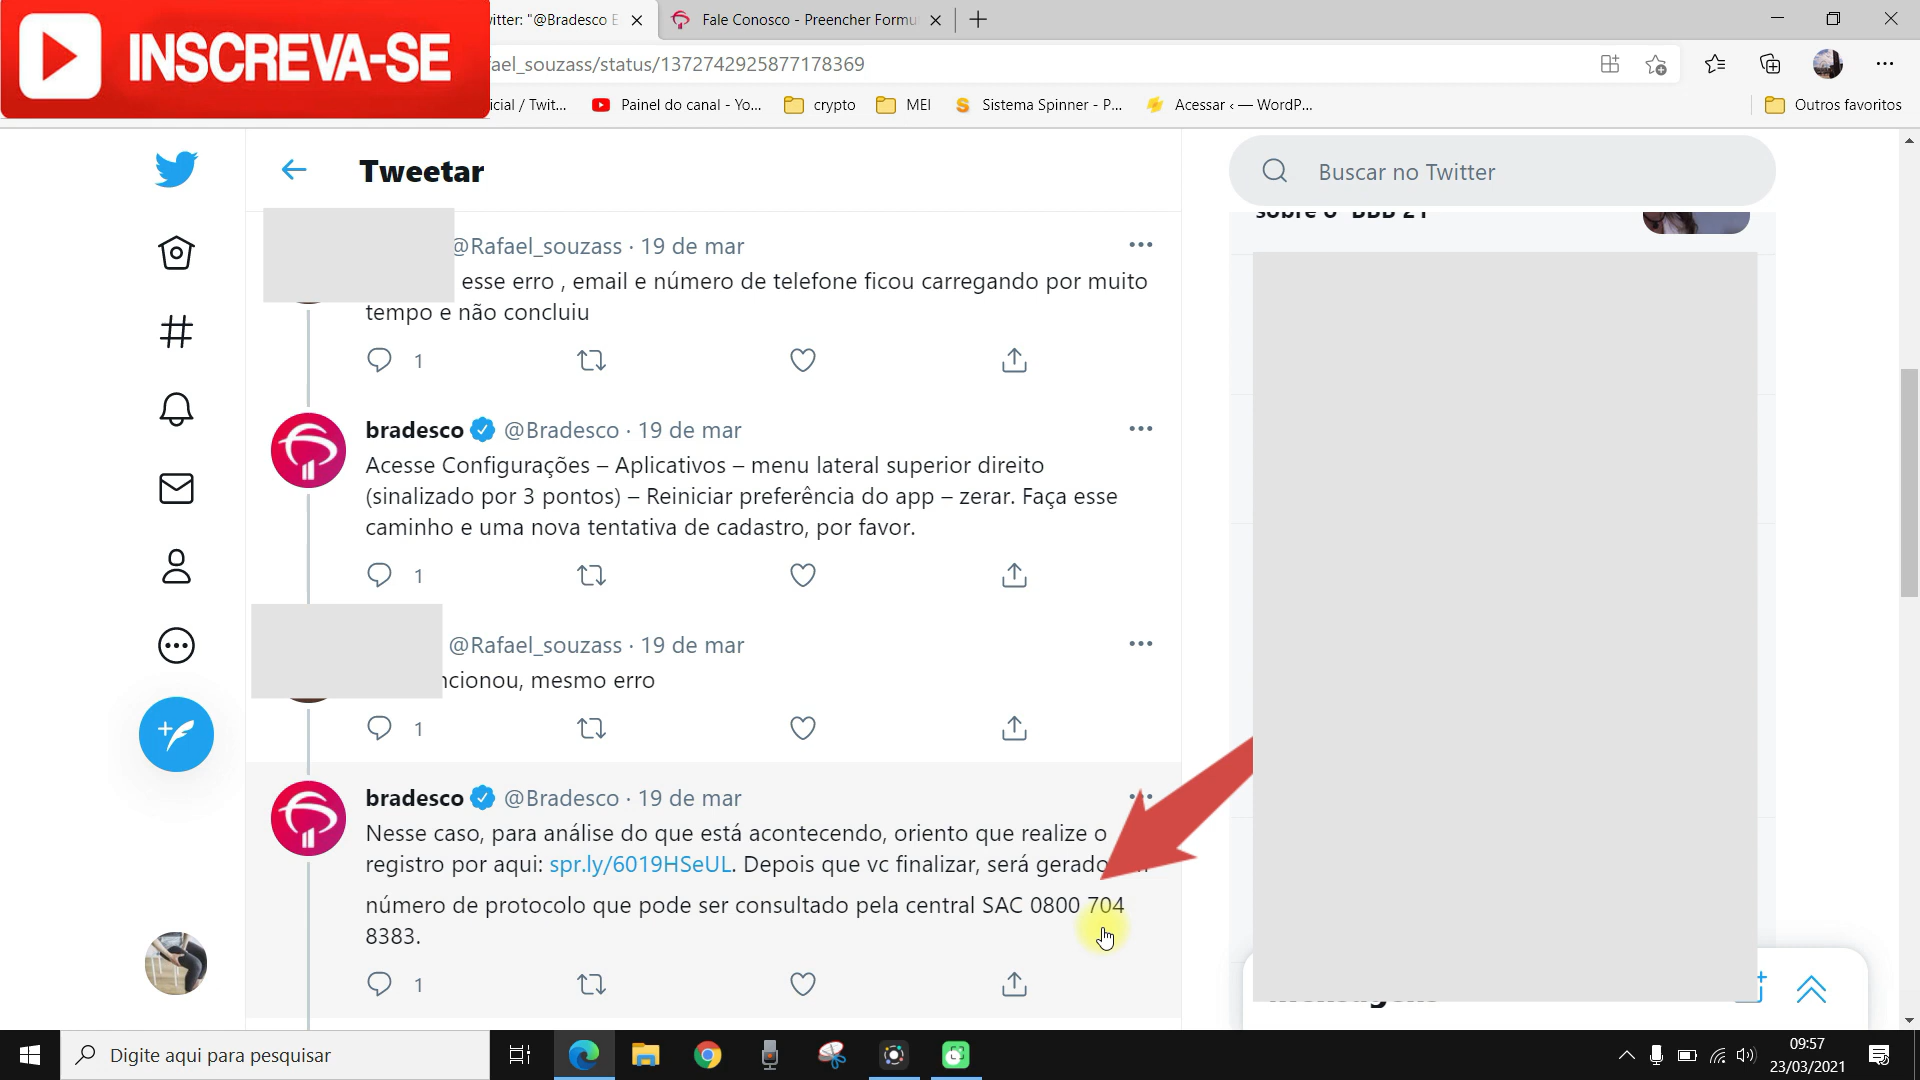 INSCREVA-SE
itter: "@Bradesco E
Fale Conosco - Preencher Formu
ael_souzass/status/1372742925877178369
icial / Twit...
Painel do canal - Yo...
crypto
MEI
Sistema Spinner - P...
Acessar ‹ — WordP...
Outros favoritos
Tweetar
Buscar no Twitter
sobre o "BBB 21"
@Rafael_souzass · 19 de mar
esse erro , email e número de telefone ficou carregando por muito
tempo e não concluiu
1
bradesco @Bradesco · 19 de mar
Acesse Configurações – Aplicativos – menu lateral superior direito
(sinalizado por 3 pontos) – Reiniciar preferência do app – zerar. Faça esse
caminho e uma nova tentativa de cadastro, por favor.
1
@Rafael_souzass · 19 de mar
ncionou, mesmo erro
1
bradesco @Bradesco · 19 de mar
Nesse caso, para análise do que está acontecendo, oriento que realize o
registro por aqui: spr.ly/6019HSeUL. Depois que vc finalizar, será gerado
número de protocolo que pode ser consultado pela central SAC 0800 704
8383.
1
Digite aqui para pesquisar
09:57
23/03/2021